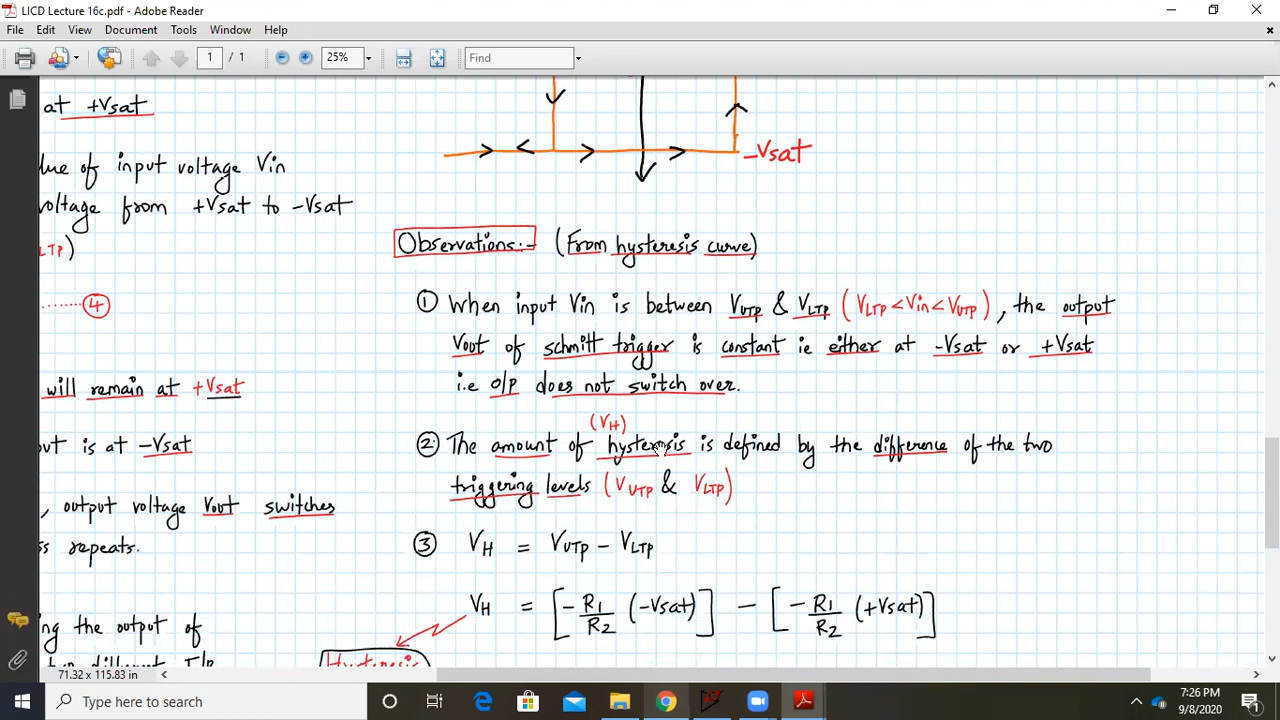 LICD Lecture 16c.pdf - Adobe Reader
File Edit View Document Tools Window Help
1 / 1 25% Find
at +Vsat
lue of input voltage Vin
voltage from +Vsat to -Vsat
LTP)
........ ④
will remain at +Vsat
out is at -Vsat
, output voltage Vout switches
ss repeats.
ing the output of
-Vsat
Observations:- (From hysteresis curve)
① When input Vin is between VUTP & VLTP (VLTP < Vin < VUTP), the output
Vout of schmitt trigger is constant ie either at -Vsat or +Vsat
i.e o/p does not switch over.
(VH)
② The amount of hysteresis is defined by the difference of the two
triggering levels (VUTP & VLTP)
③ VH = VUTP - VLTP
VH = [-R1/R2 (-Vsat)] - [-R1/R2 (+Vsat)]
Hysteresis
71.32 x 115.83 in
Type here to search
7:26 PM
9/8/2020